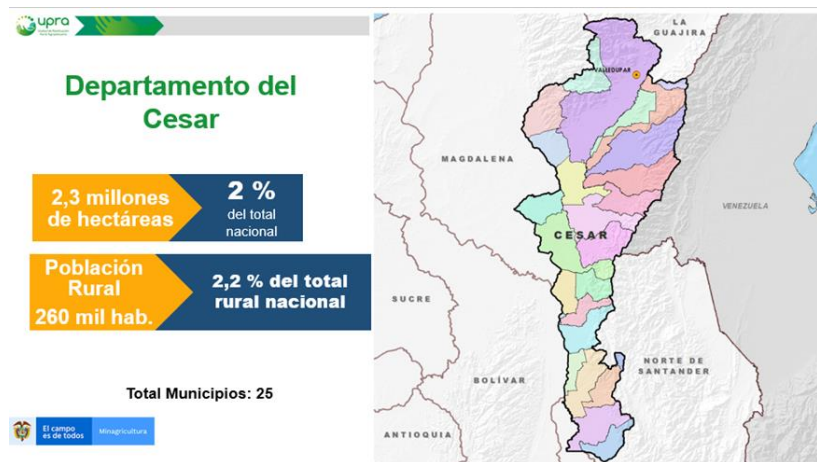 upra
Departamento del
Cesar
2,3 millones
de hectáreas
2 %
del total
nacional
Población
Rural
260 mil hab.
2,2 % del total
rural nacional
Total Municipios: 25
El campo
es de todos
Minagricultura
LA
GUAJIRA
VALLEDUPAR
MAGDALENA
VENEZUELA
CESAR
SUCRE
NORTE DE
SANTANDER
BOLÍVAR
ANTIOQUIA